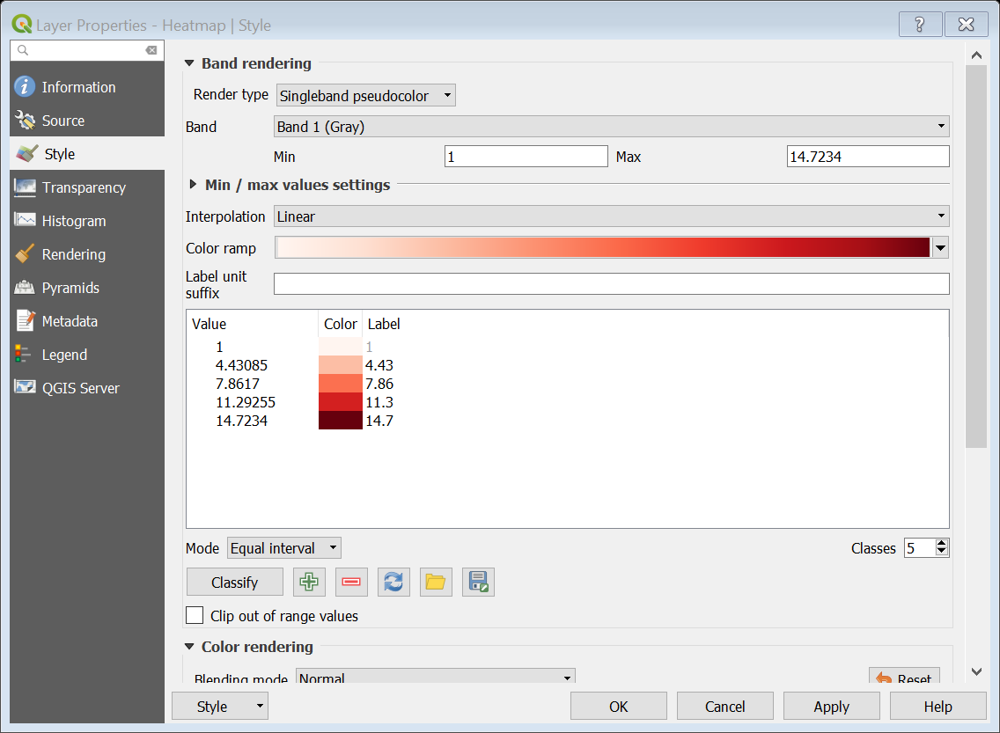 Layer Properties - Heatmap | Style
Information
Source
Style
Transparency
Histogram
Rendering
Pyramids
Metadata
Legend
QGIS Server
Band rendering
Render type Singleband pseudocolor
Band Band 1 (Gray)
Min 1 Max 14.7234
Min / max values settings
Interpolation Linear
Color ramp
Label unit
suffix
Value Color Label
1 1
4.43085 4.43
7.8617 7.86
11.29255 11.3
14.7234 14.7
Mode Equal interval Classes 5
Classify
Clip out of range values
Color rendering
Blending mode Normal Reset
Style OK Cancel Apply Help